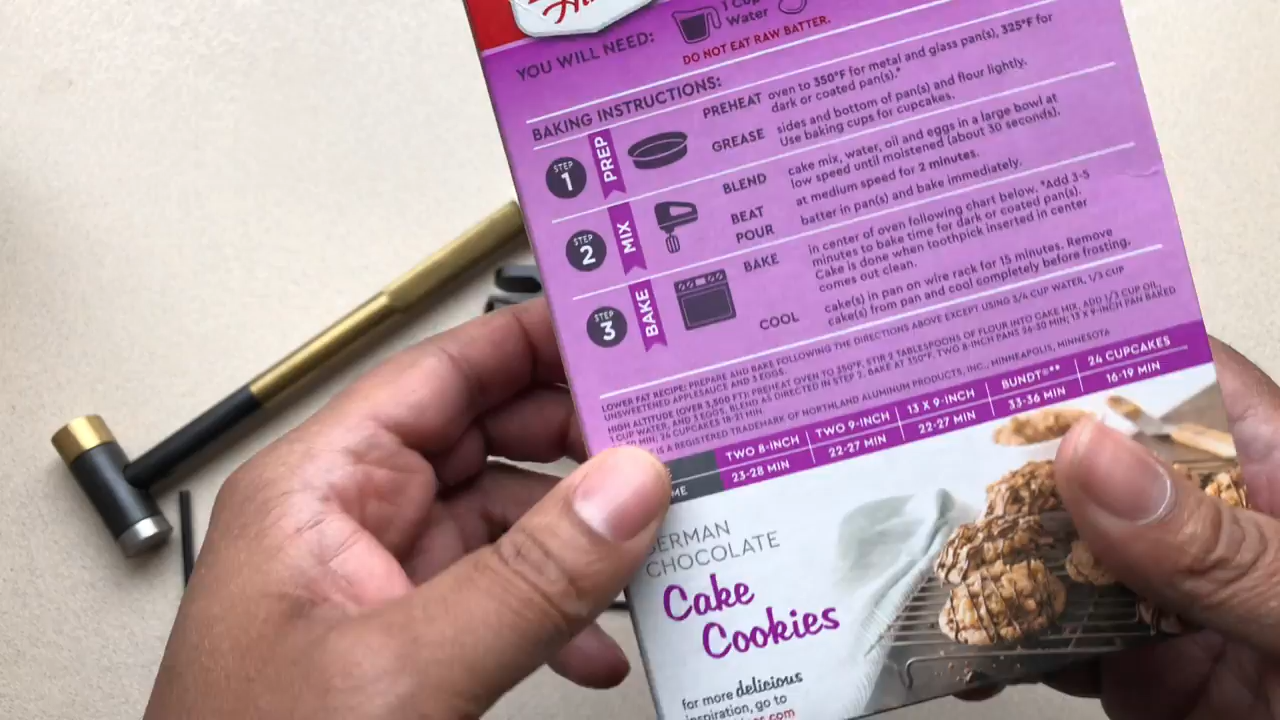 1 Cup
Water
YOU WILL NEED:
DO NOT EAT RAW BATTER.
BAKING INSTRUCTIONS:
STEP 1 PREP
PREHEAT oven to 350°F for metal and glass pan(s), 325°F for
dark or coated pan(s).*
GREASE sides and bottom of pan(s) and flour lightly.
Use baking cups for cupcakes.
STEP 2 MIX
BLEND cake mix, water, oil and eggs in a large bowl at
low speed until moistened (about 30 seconds).
BEAT at medium speed for 2 minutes.
POUR batter in pan(s) and bake immediately.
STEP 3 BAKE
BAKE in center of oven following chart below. *Add 3-5
minutes to bake time for dark or coated pan(s).
Cake is done when toothpick inserted in center
comes out clean.
COOL cake(s) in pan on wire rack for 15 minutes. Remove
cake(s) from pan and cool completely before frosting.
LOWER FAT RECIPE: PREPARE AND BAKE FOLLOWING THE DIRECTIONS ABOVE EXCEPT USING 3/4 CUP WATER, 1/3 CUP
UNSWEETENED APPLESAUCE AND 3 EGGS.
HIGH ALTITUDE (OVER 3,500 FT): PREHEAT OVEN TO 350°F. STIR 2 TABLESPOONS OF FLOUR INTO CAKE MIX. ADD 1/3 CUP OIL,
1 CUP WATER, AND 3 EGGS. BLEND AS DIRECTED IN STEP 2. BAKE AT 350°F. TWO 8-INCH PANS 26-30 MIN; 13 X 9-INCH PAN BAKED
MIN; 24 CUPCAKES 18-21 MIN.
IS A REGISTERED TRADEMARK OF NORTHLAND ALUMINUM PRODUCTS, INC., MINNEAPOLIS, MINNESOTA
TWO 8-INCH TWO 9-INCH 13 X 9-INCH BUNDT®** 24 CUPCAKES
23-28 MIN 22-27 MIN 22-27 MIN 33-36 MIN 16-19 MIN
GERMAN
CHOCOLATE
Cake
Cookies
for more delicious
inspiration, go to